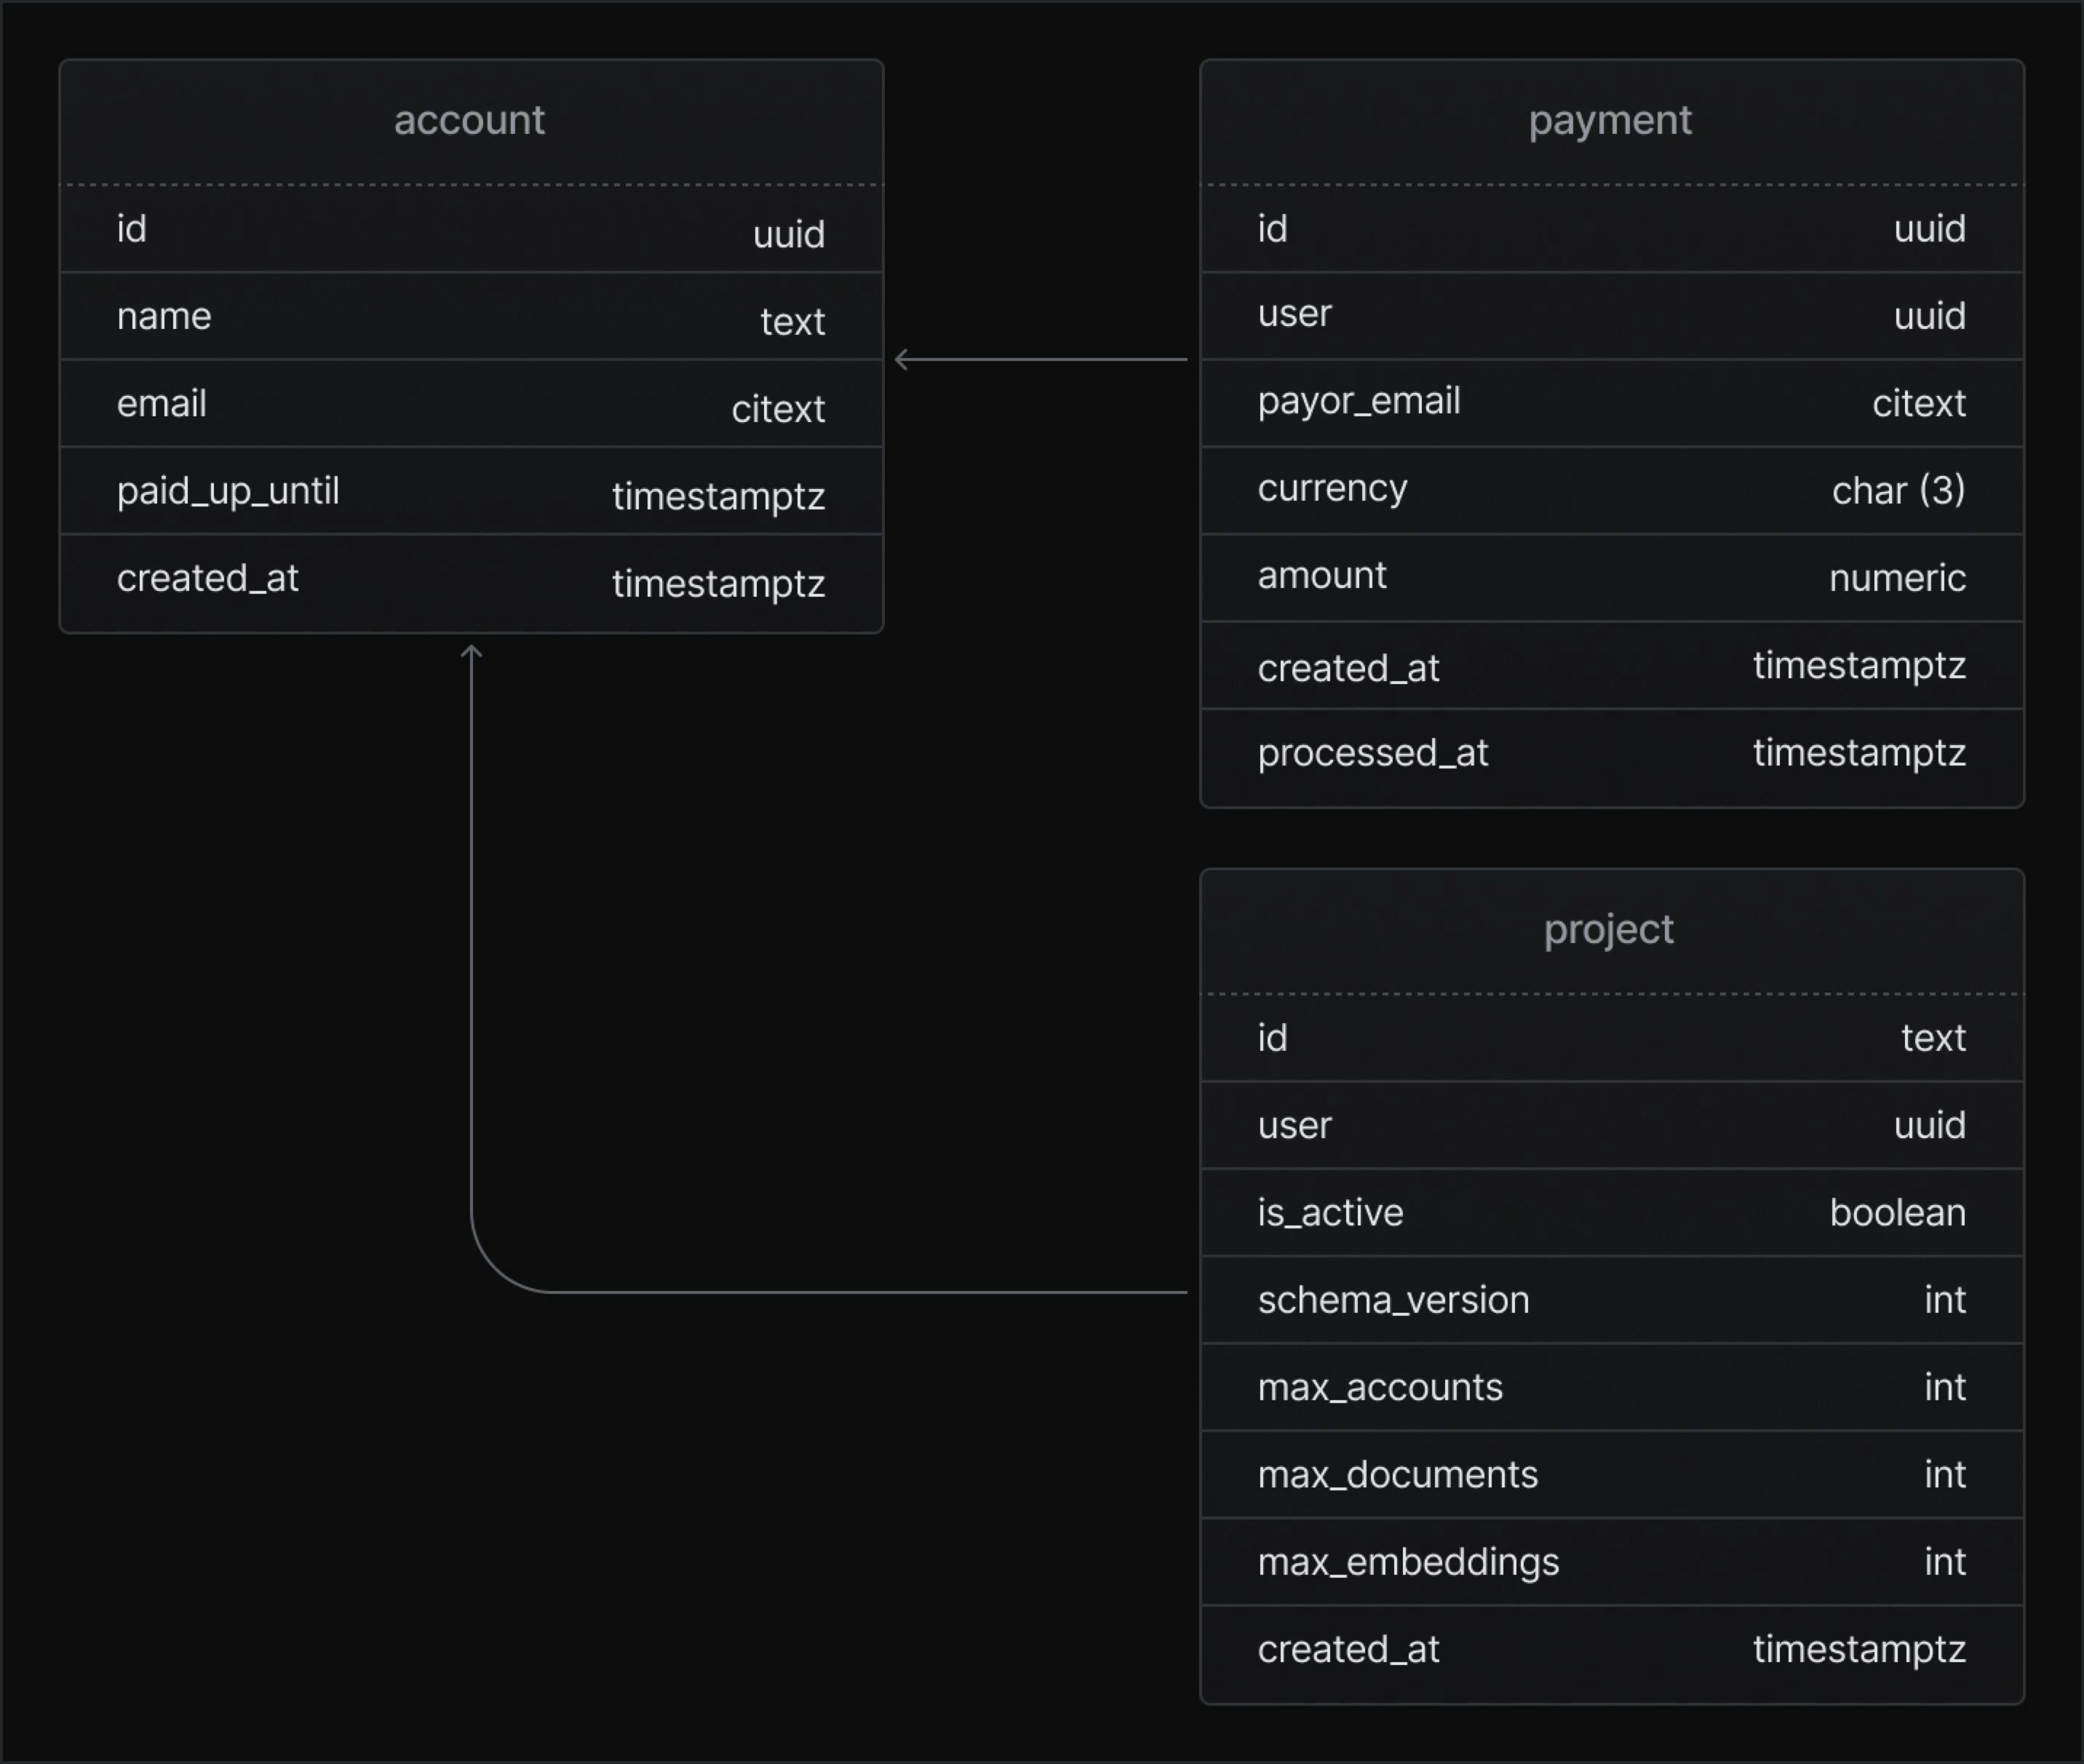 account
id uuid
name text
email citext
paid_up_until timestamptz
created_at timestamptz
payment
id uuid
user uuid
payor_email citext
currency char (3)
amount numeric
created_at timestamptz
processed_at timestamptz
project
id text
user uuid
is_active boolean
schema_version int
max_accounts int
max_documents int
max_embeddings int
created_at timestamptz